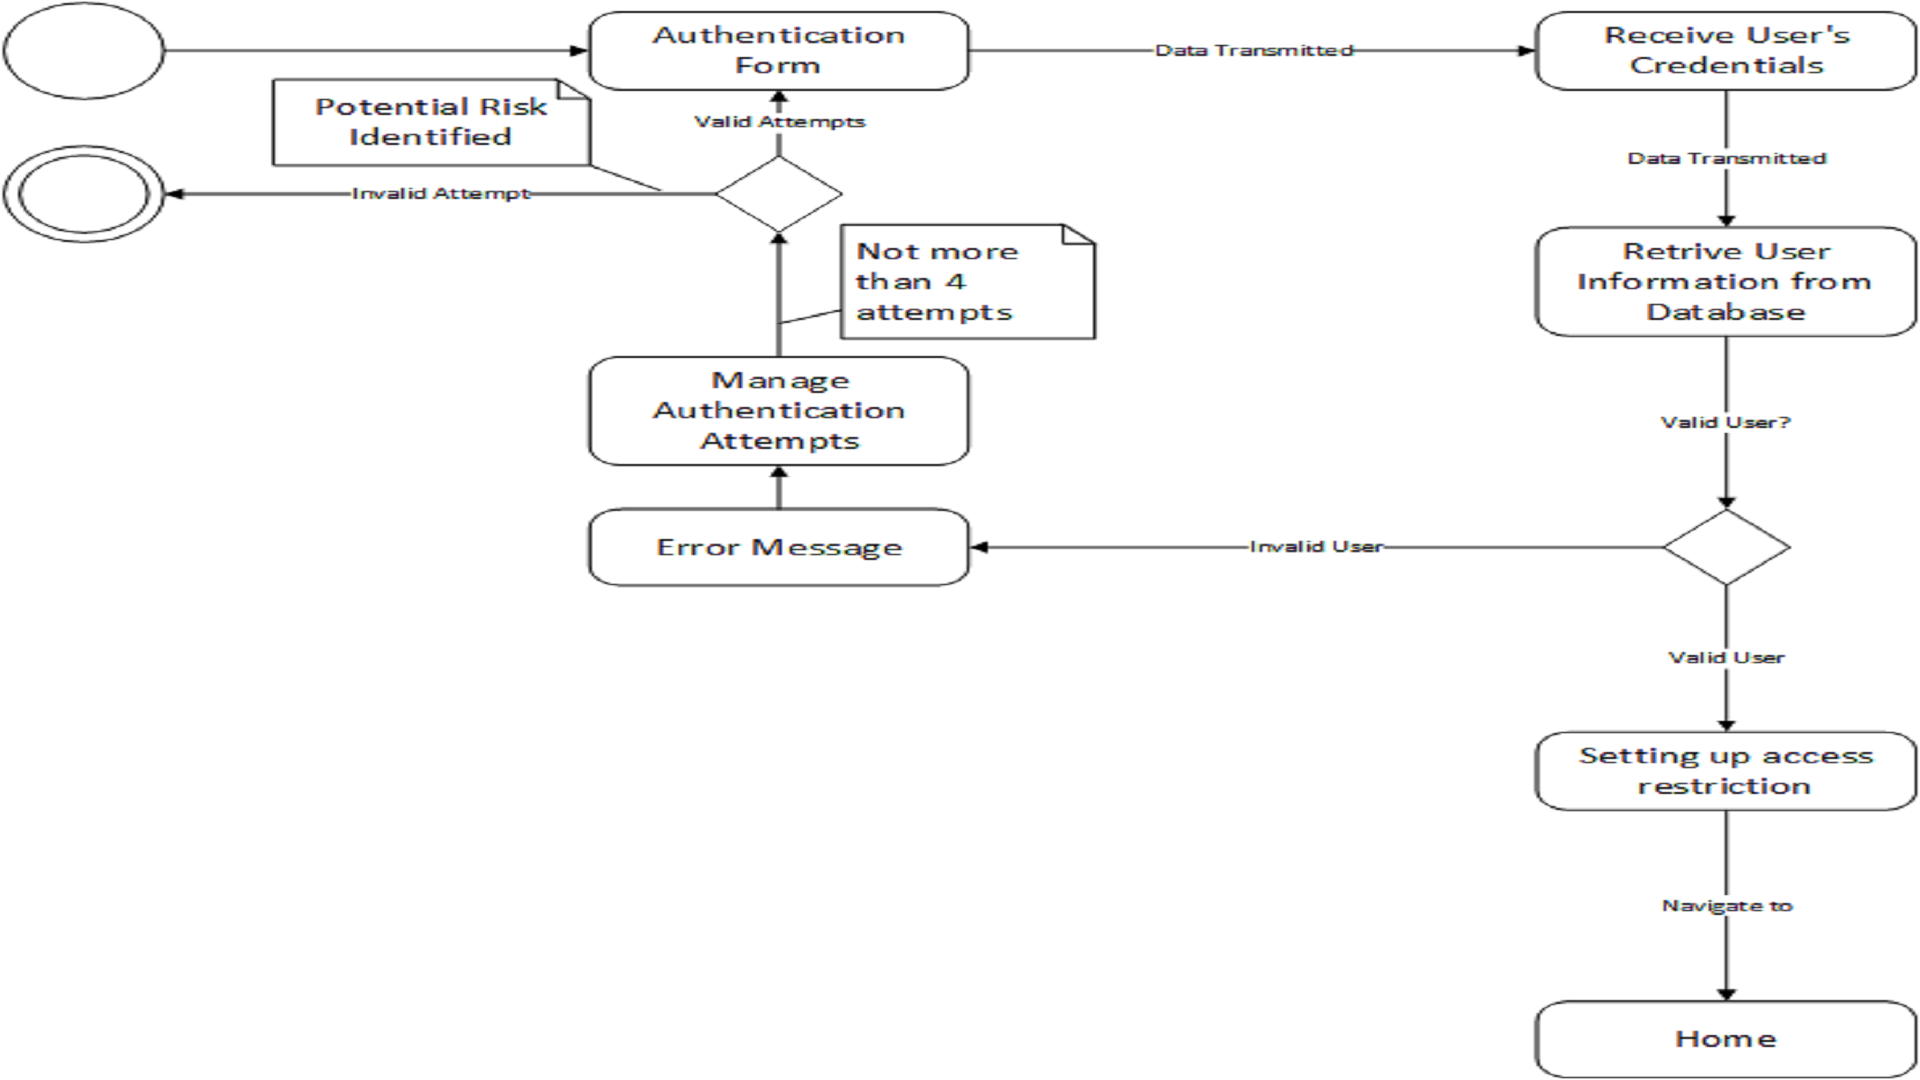 Authentication
Form
Data Transmitted
Receive User's
Credentials
Potential Risk
Identified
Valid Attempts
Data Transmitted
Invalid Attempt
Not more
than 4
attempts
Retrive User
Information from
Database
Manage
Authentication
Attempts
Valid User?
Error Message
Invalid User
Valid User
Setting up access
restriction
Navigate to
Home